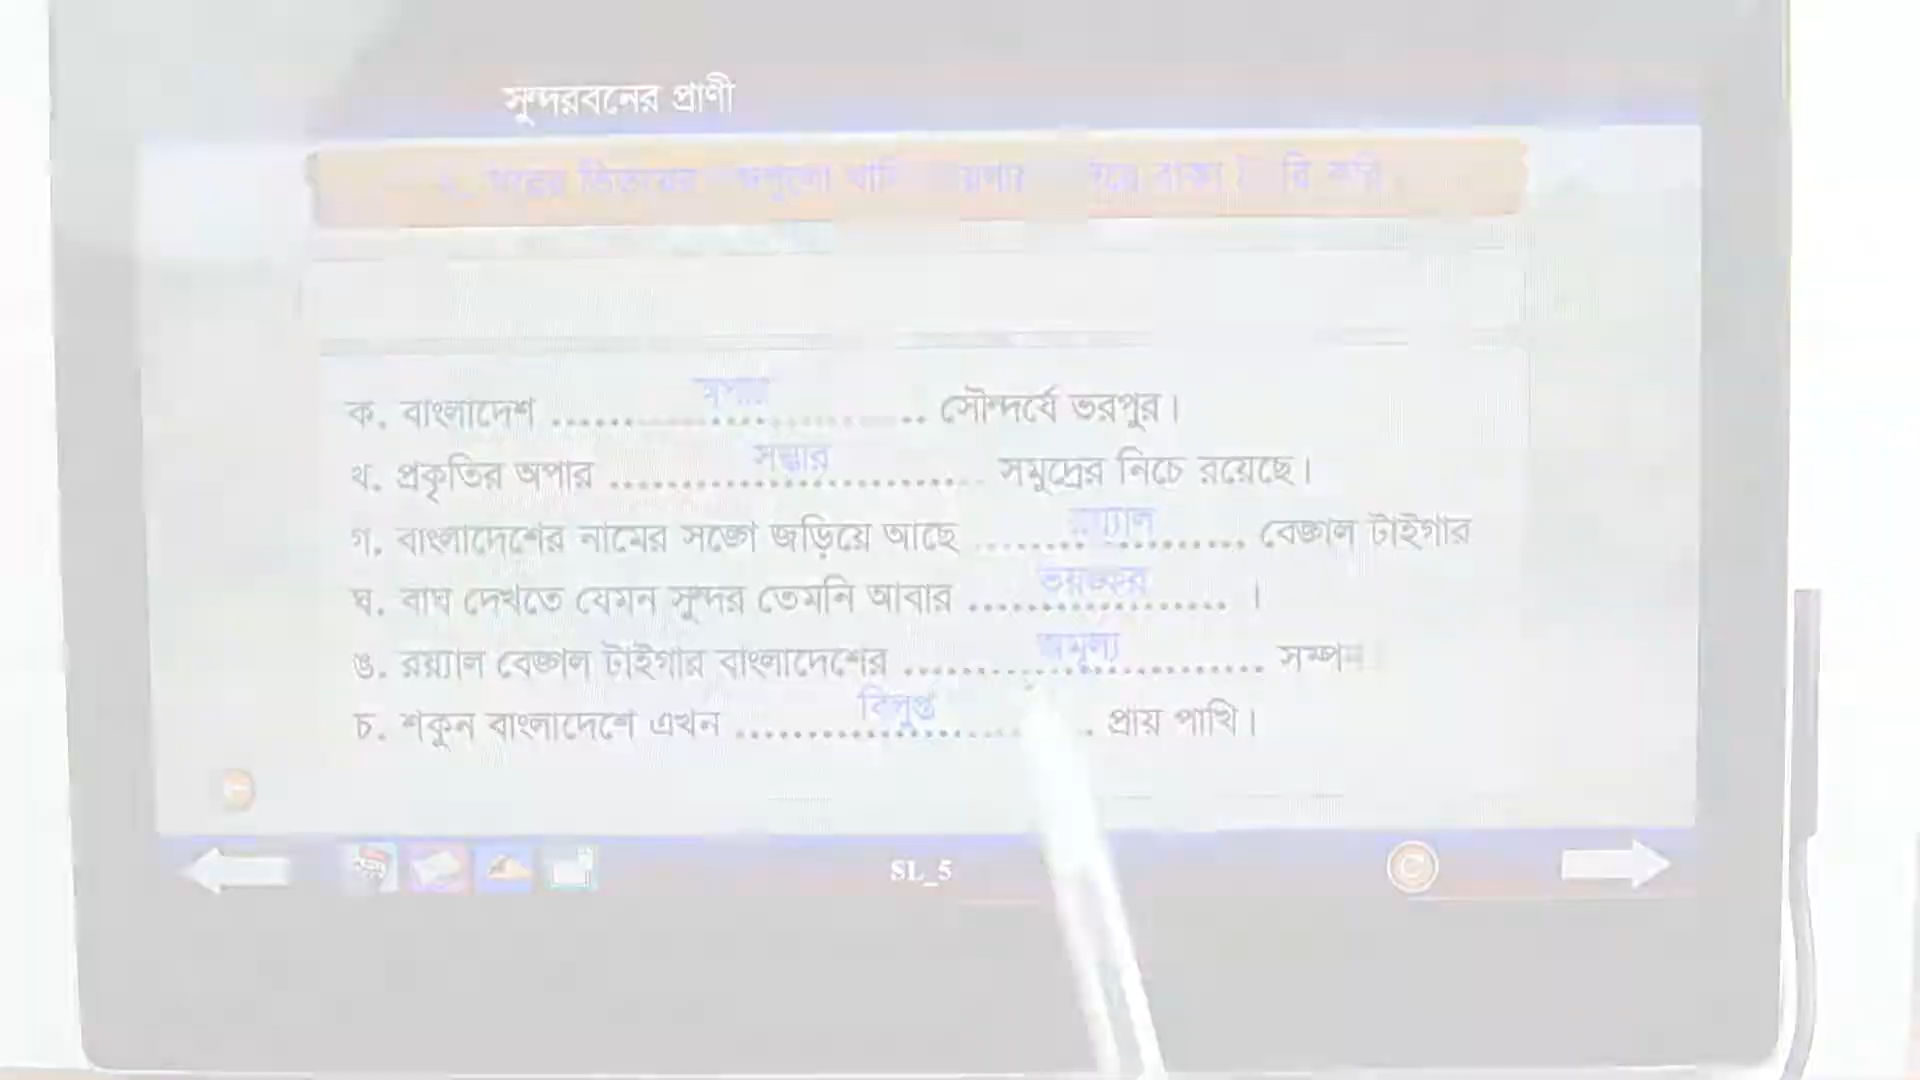 সুন্দরবনের প্রাণী
ক. বাংলাদেশ .................... সৌন্দর্যে ভরপুর।
খ. প্রকৃতির অপার ....সম্ভার.... সমুদ্রের নিচে রয়েছে।
গ. বাংলাদেশের নামের সঙ্গে জড়িয়ে আছে ....রয়্যাল.... বেঙ্গল টাইগার
ঘ. বাঘ দেখতে যেমন সুন্দর তেমনি আবার ....ভয়ঙ্কর.... ।
ঙ. রয়্যাল বেঙ্গল টাইগার বাংলাদেশের ....অমূল্য.... সম্পদ
চ. শকুন বাংলাদেশে এখন ....বিলুপ্ত.... প্রায় পাখি।
SL_5